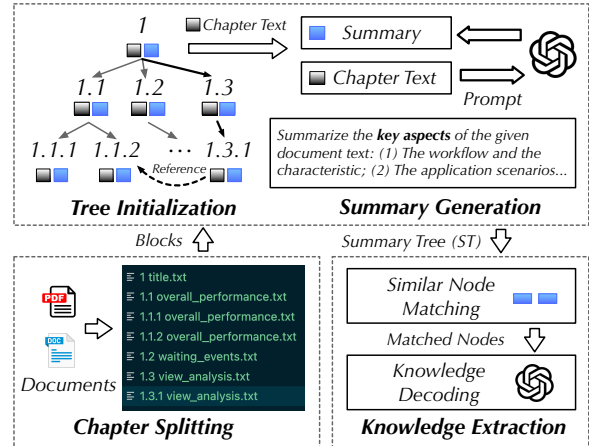 1
Chapter Text
1.1
1.2
1.3
1.1.1
1.1.2
...
1.3.1
Reference
Tree Initialization
Summary
Chapter Text
Prompt
Summarize the key aspects of the given
document text: (1) The workflow and the
characteristic; (2) The application scenarios...
Summary Generation
Blocks
Summary Tree (ST)
PDF
DOC
Documents
1 title.txt
1.1 overall_performance.txt
1.1.1 overall_performance.txt
1.1.2 overall_performance.txt
1.2 waiting_events.txt
1.3 view_analysis.txt
1.3.1 view_analysis.txt
Chapter Splitting
Similar Node
Matching
Matched Nodes
Knowledge
Decoding
Knowledge Extraction